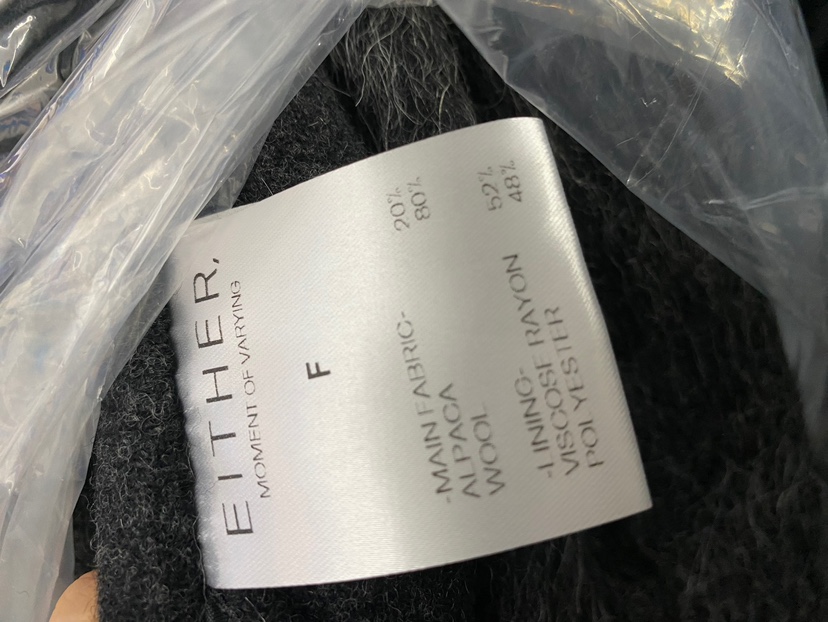 EITHER,
MOMENT OF VARYING
F
-MAIN FABRIC-
ALPACA 20%
WOOL 80%
-LINING-
VISCOSE RAYON 52%
POLYESTER 48%